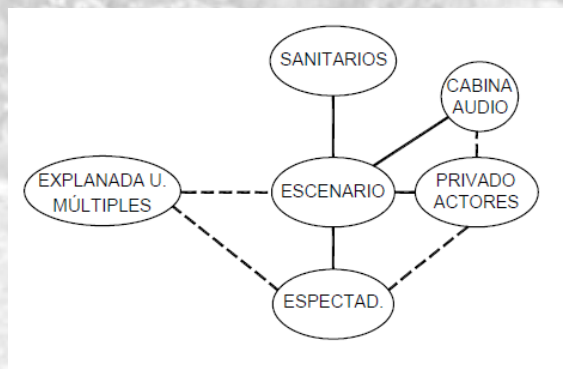 SANITARIOS
CABINA
AUDIO
EXPLANADA U.
MÚLTIPLES
ESCENARIO
PRIVADO
ACTORES
ESPECTAD.